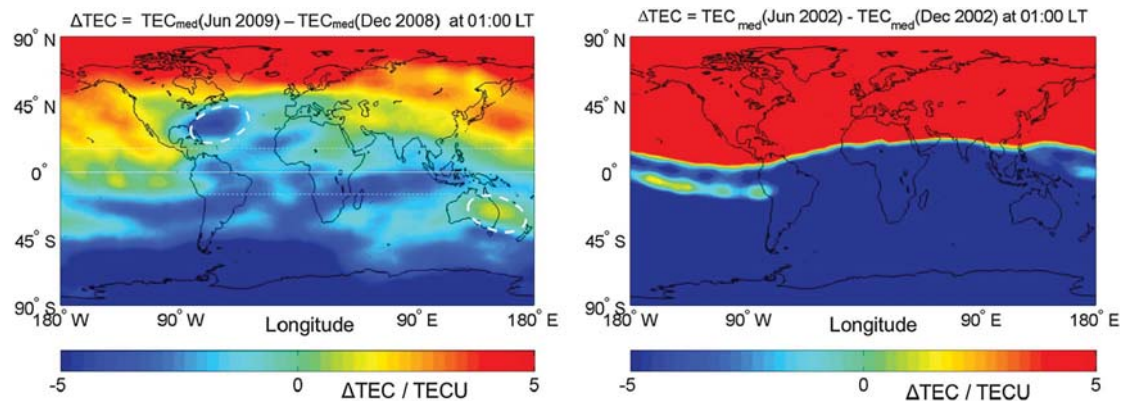 ΔTEC = TECmed(Jun 2009) – TECmed(Dec 2008) at 01:00 LT
90° N
45° N
0°
45° S
90° S
180° W
90° W
Longitude
90° E
180° E
-5
0
5
ΔTEC / TECU
ΔTEC = TECmed(Jun 2002) - TECmed(Dec 2002) at 01:00 LT
90° N
45° N
0°
45° S
90° S
180° W
90° W
Longitude
90° E
180° E
-5
0
5
ΔTEC / TECU